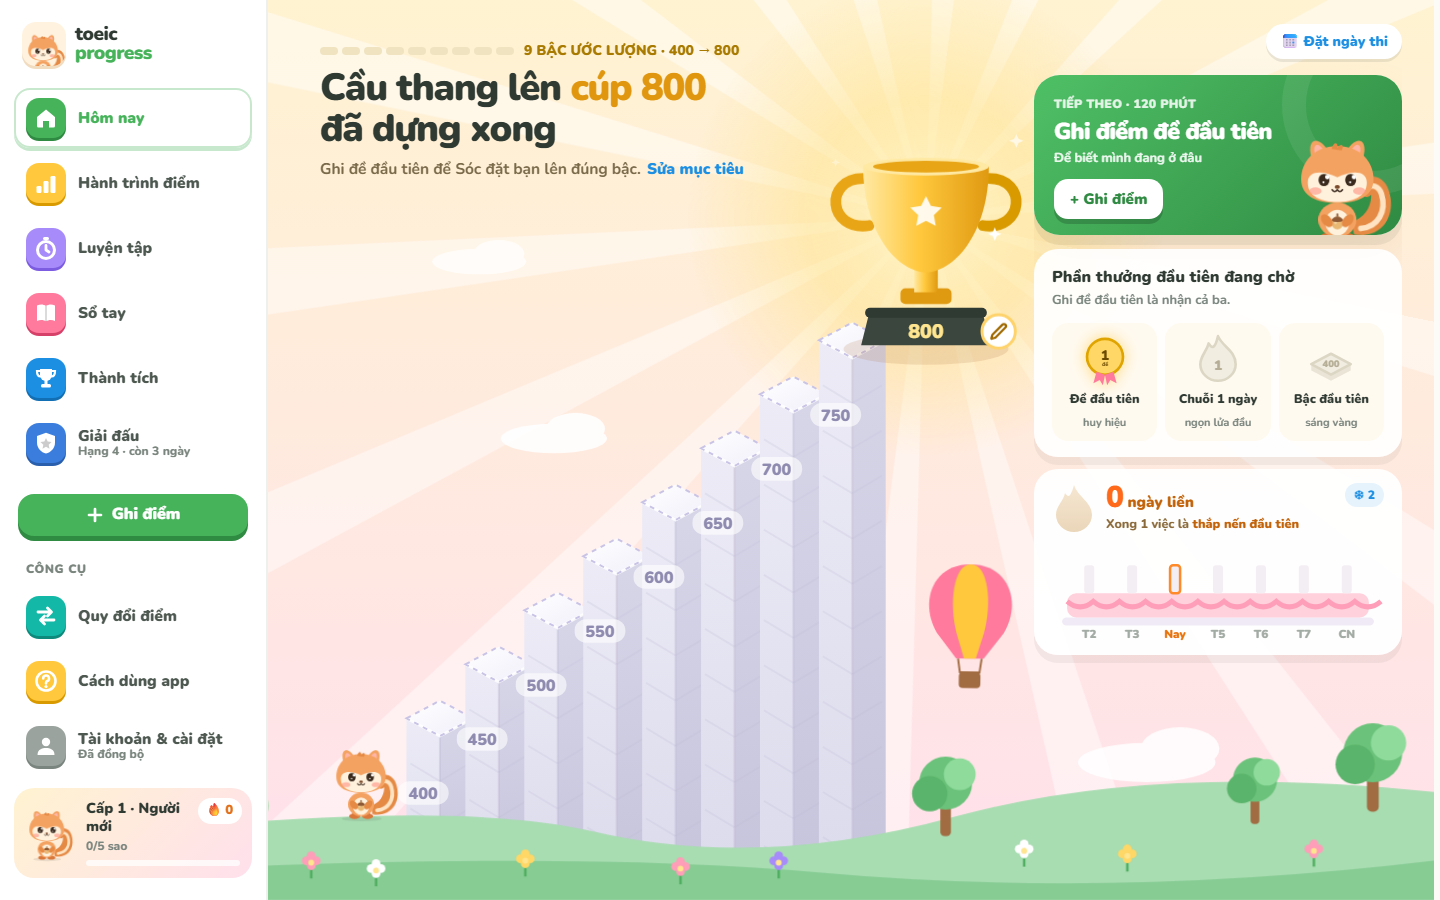 toeic
progress
Hôm nay
Hành trình điểm
Luyện tập
Sổ tay
Thành tích
Giải đấu
Hạng 4 · còn 3 ngày
+ Ghi điểm
CÔNG CỤ
Quy đổi điểm
Cách dùng app
Tài khoản & cài đặt
Đã đồng bộ
Cấp 1 · Người
mới
0
0/5 sao
9 BẬC ƯỚC LƯỢNG · 400 → 800
Cầu thang lên cúp 800
đã dựng xong
Ghi đề đầu tiên để Sóc đặt bạn lên đúng bậc. Sửa mục tiêu
800
750
700
650
600
550
500
450
400
Đặt ngày thi
TIẾP THEO · 120 PHÚT
Ghi điểm đề đầu tiên
Để biết mình đang ở đâu
+ Ghi điểm
Phần thưởng đầu tiên đang chờ
Ghi đề đầu tiên là nhận cả ba.
1
đề
Đề đầu tiên
huy hiệu
1
Chuỗi 1 ngày
ngọn lửa đầu
400
Bậc đầu tiên
sáng vàng
0 ngày liền
2
Xong 1 việc là thắp nến đầu tiên
T2 T3 Nay T5 T6 T7 CN